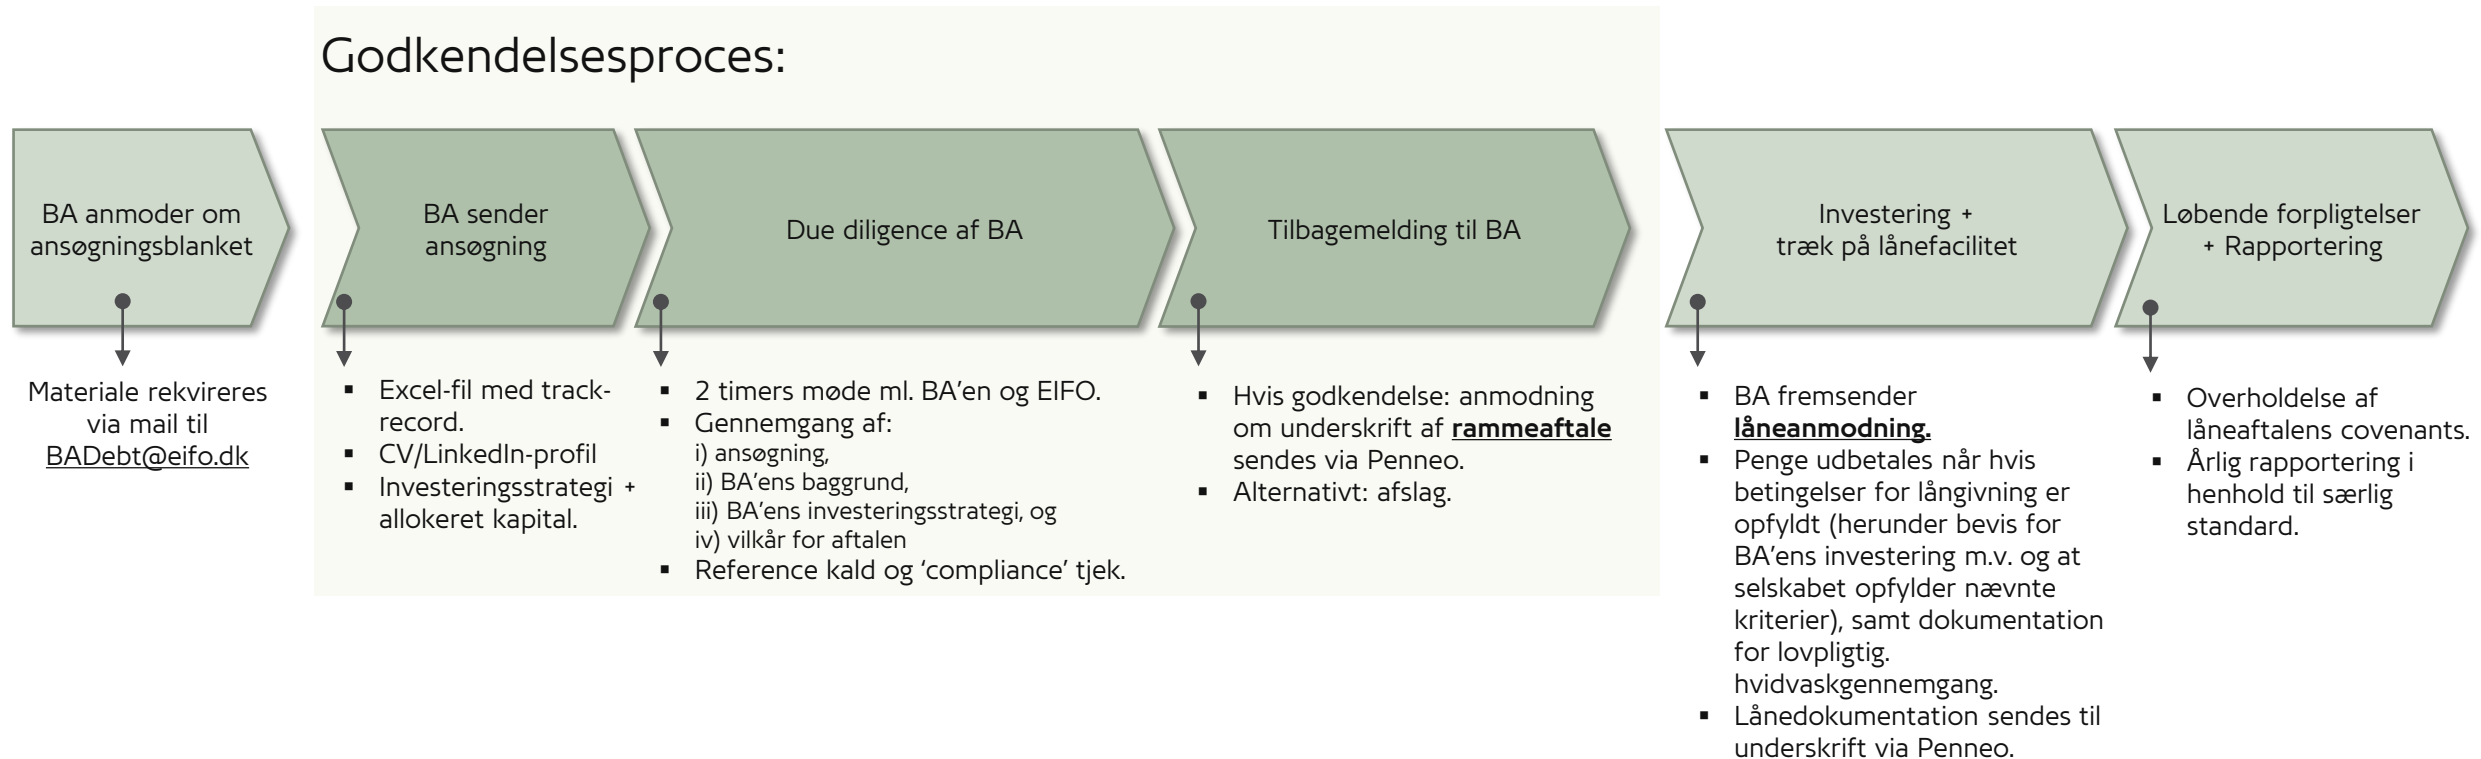 Godkendelsesproces:
BA anmoder om
ansøgningsblanket
Materiale rekvireres
via mail til
BADebt@eifo.dk
BA sender
ansøgning
▪ Excel-fil med track-
record.
▪ CV/LinkedIn-profil
▪ Investeringsstrategi +
allokeret kapital.
Due diligence af BA
▪ 2 timers møde ml. BA'en og EIFO.
▪ Gennemgang af:
i) ansøgning,
ii) BA'ens baggrund,
iii) BA'ens investeringsstrategi, og
iv) vilkår for aftalen
▪ Reference kald og ‘compliance’ tjek.
Tilbagemelding til BA
▪ Hvis godkendelse: anmodning
om underskrift af rammeaftale
sendes via Penneo.
▪ Alternativt: afslag.
Investering +
træk på lånefacilitet
▪ BA fremsender
låneanmodning.
▪ Penge udbetales når hvis
betingelser for långivning er
opfyldt (herunder bevis for
BA'ens investering m.v. og at
selskabet opfylder nævnte
kriterier), samt dokumentation
for lovpligtig.
hvidvaskgennemgang.
▪ Lånedokumentation sendes til
underskrift via Penneo.
Løbende forpligtelser
+ Rapportering
▪ Overholdelse af
låneaftalens covenants.
▪ Årlig rapportering i
henhold til særlig
standard.